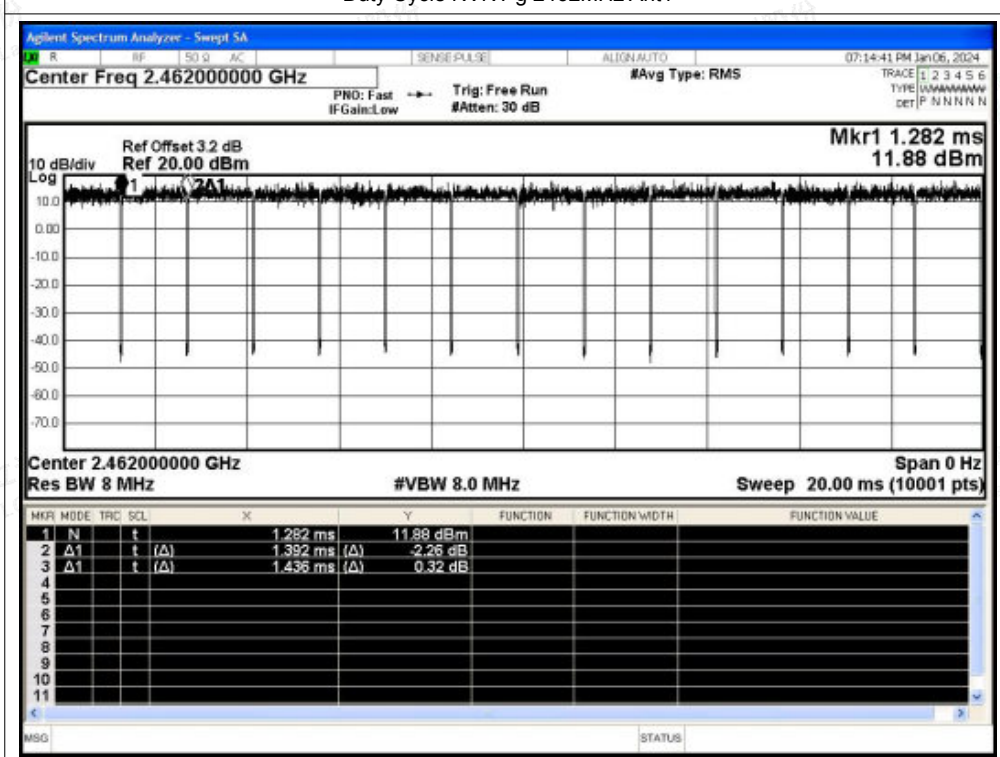 Agilent Spectrum Analyzer - Swept SA
R RF 50 Ω AC SENSE:PULSE ALIGNAUTO 07:14:41 PM Jan 06, 2024
Center Freq 2.462000000 GHz #Avg Type: RMS TRACE 1 2 3 4 5 6
PNO: Fast Trig: Free Run TYPE
IFGain:Low #Atten: 30 dB DET P N N N N N
Mkr1 1.282 ms
Ref Offset 3.2 dB
10 dB/div Ref 20.00 dBm 11.88 dBm
Log
1 2Δ1
10.0
0.00
-10.0
-20.0
-30.0
-40.0
-50.0
-60.0
-70.0
Center 2.462000000 GHz Span 0 Hz
Res BW 8 MHz #VBW 8.0 MHz Sweep 20.00 ms (10001 pts)
MKR MODE TRC SCL X Y FUNCTION FUNCTION WIDTH FUNCTION VALUE
1 N t 1.282 ms 11.88 dBm
2 Δ1 t (Δ) 1.392 ms (Δ) -2.26 dB
3 Δ1 t (Δ) 1.436 ms (Δ) 0.32 dB
4
5
6
7
8
9
10
11
MSG STATUS